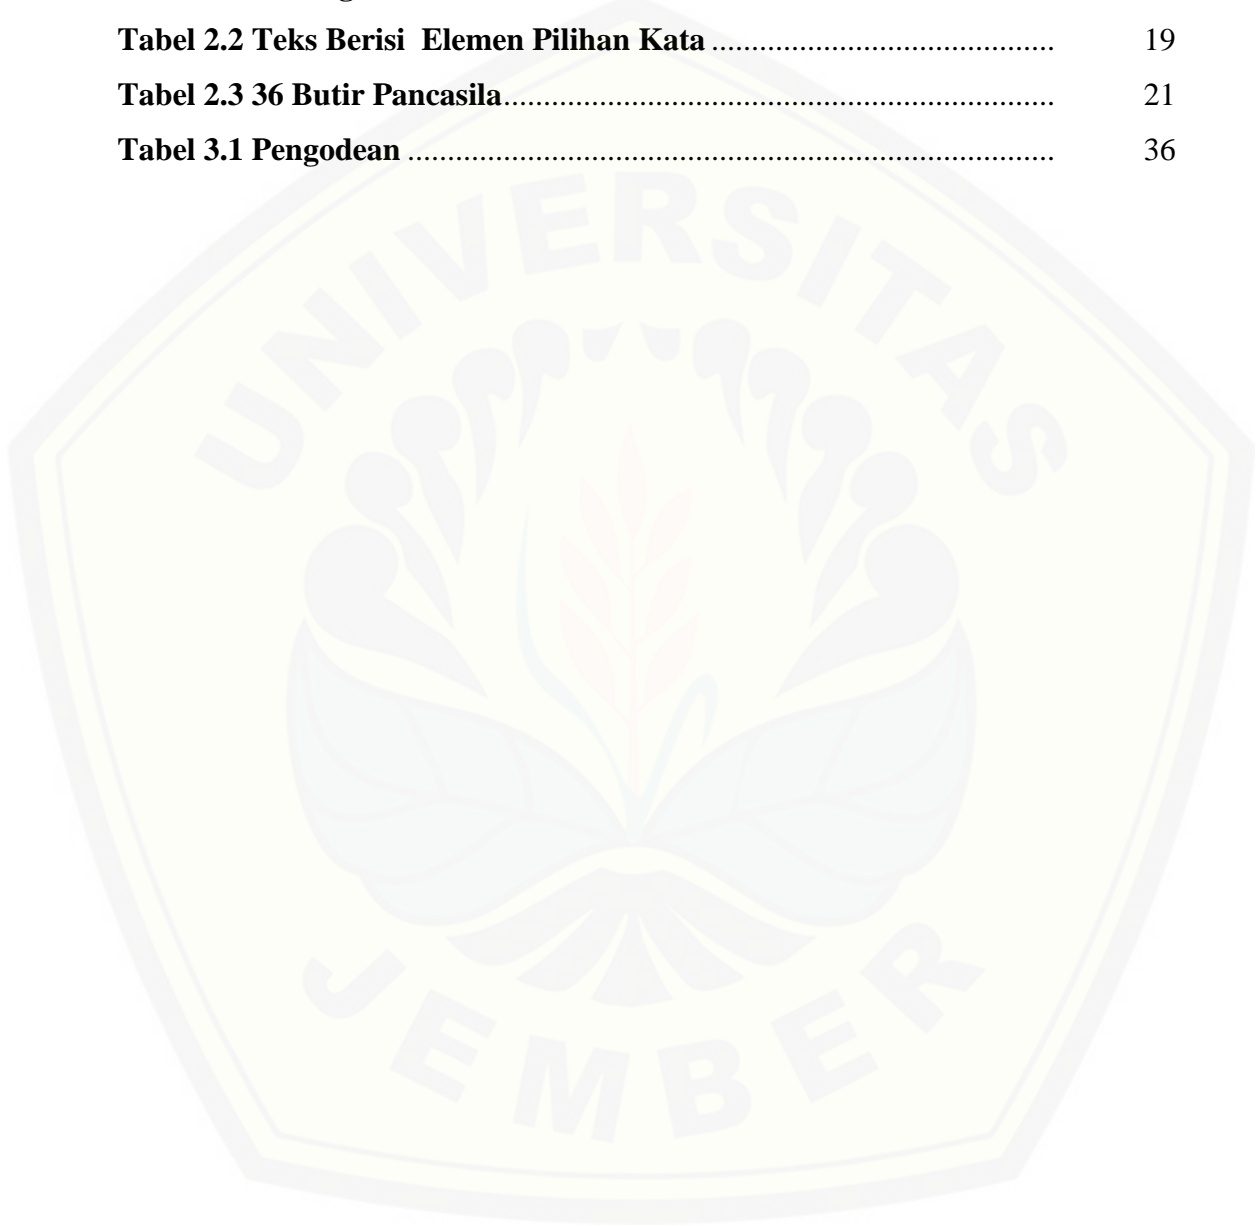 Tabel 2.2 Teks Berisi  Elemen Pilihan Kata ........................................... 19
Tabel 2.3 36 Butir Pancasila..................................................................... 21
Tabel 3.1 Pengodean ................................................................................. 36
UNIVERSITAS
JEMBER